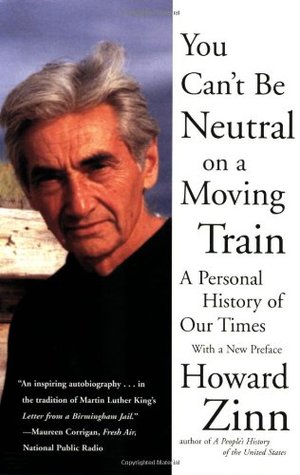 You
Can't Be
Neutral
on a
Moving
Train
A Personal
History of
Our Times
With a New Preface
Howard
Zinn
author of A People's History
of the United States
"An inspiring autobiography . . . in
the tradition of Martin Luther King's
Letter from a Birmingham Jail."
—Maureen Corrigan, Fresh Air,
National Public Radio